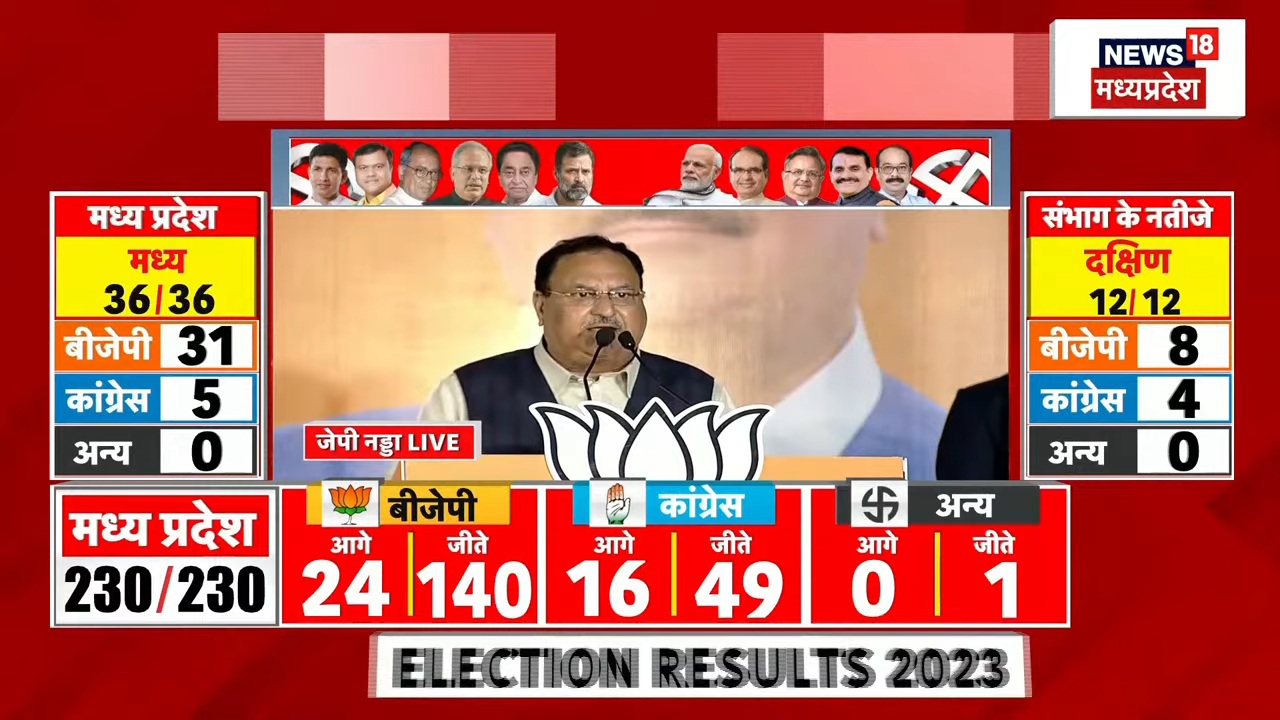 NEWS 18
मध्यप्रदेश
मध्य प्रदेश
मध्य
36/36
बीजेपी 31
कांग्रेस 5
अन्य 0
संभाग के नतीजे
दक्षिण
12/12
बीजेपी 8
कांग्रेस 4
अन्य 0
जेपी नड्डा LIVE
मध्य प्रदेश
230/230
बीजेपी
आगे जीते
24 140
कांग्रेस
आगे जीते
16 49
अन्य
आगे जीते
0 1
ELECTION RESULTS 2023